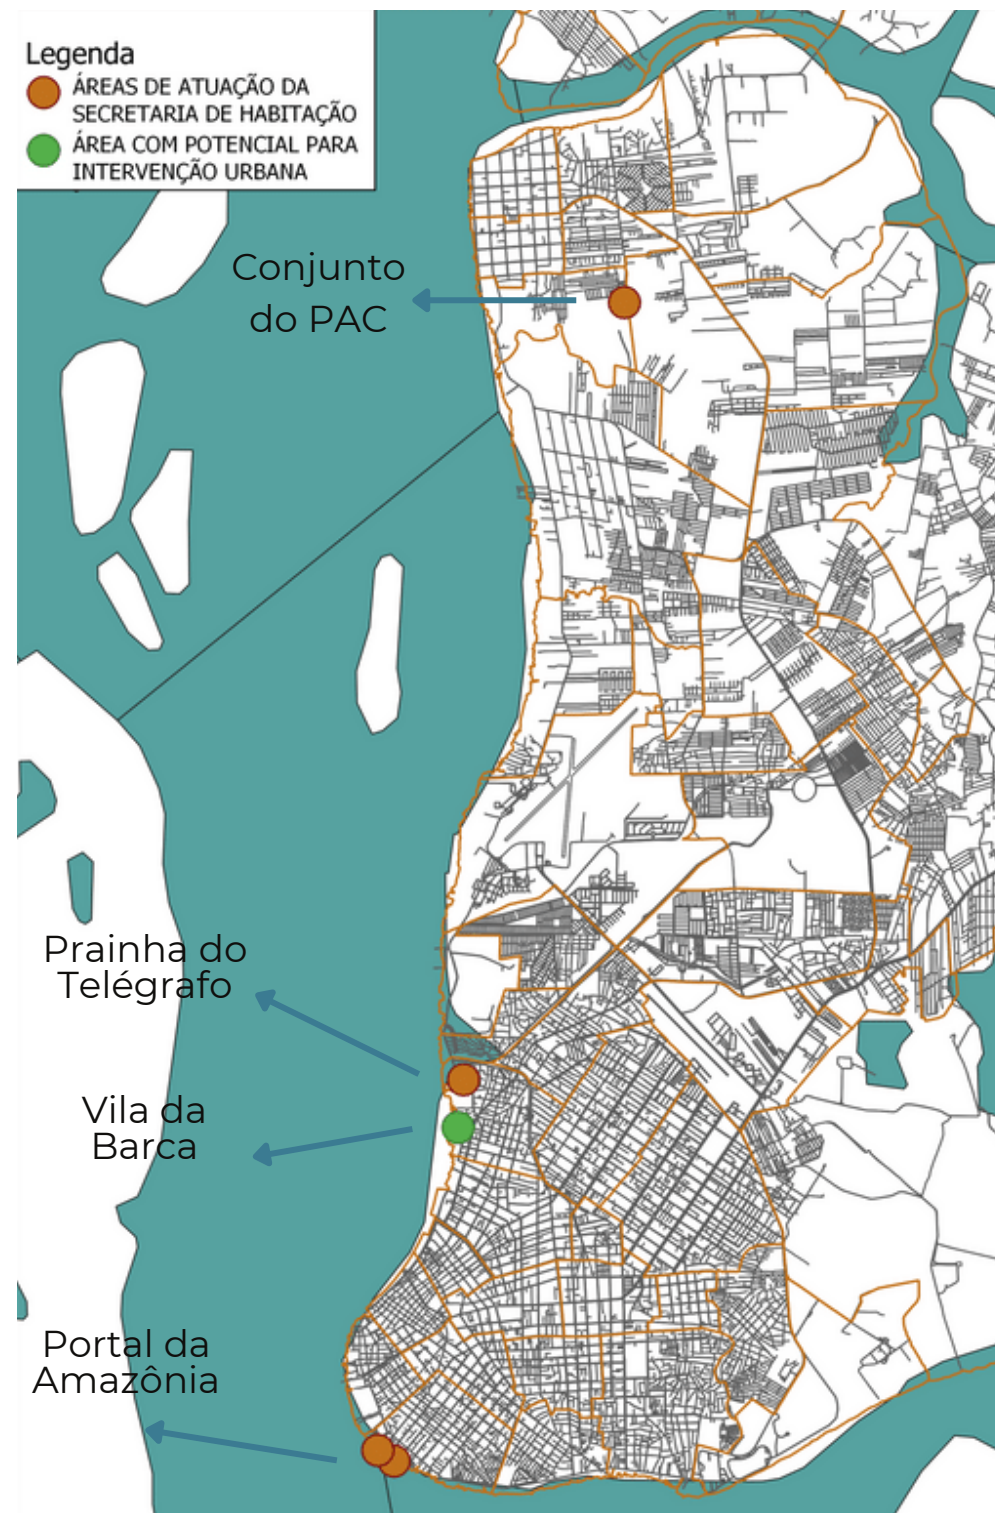 Legenda
ÁREAS DE ATUAÇÃO DA
SECRETARIA DE HABITAÇÃO
ÁREA COM POTENCIAL PARA
INTERVENÇÃO URBANA
Conjunto
do PAC
Prainha do
Telégrafo
Vila da
Barca
Portal da
Amazônia